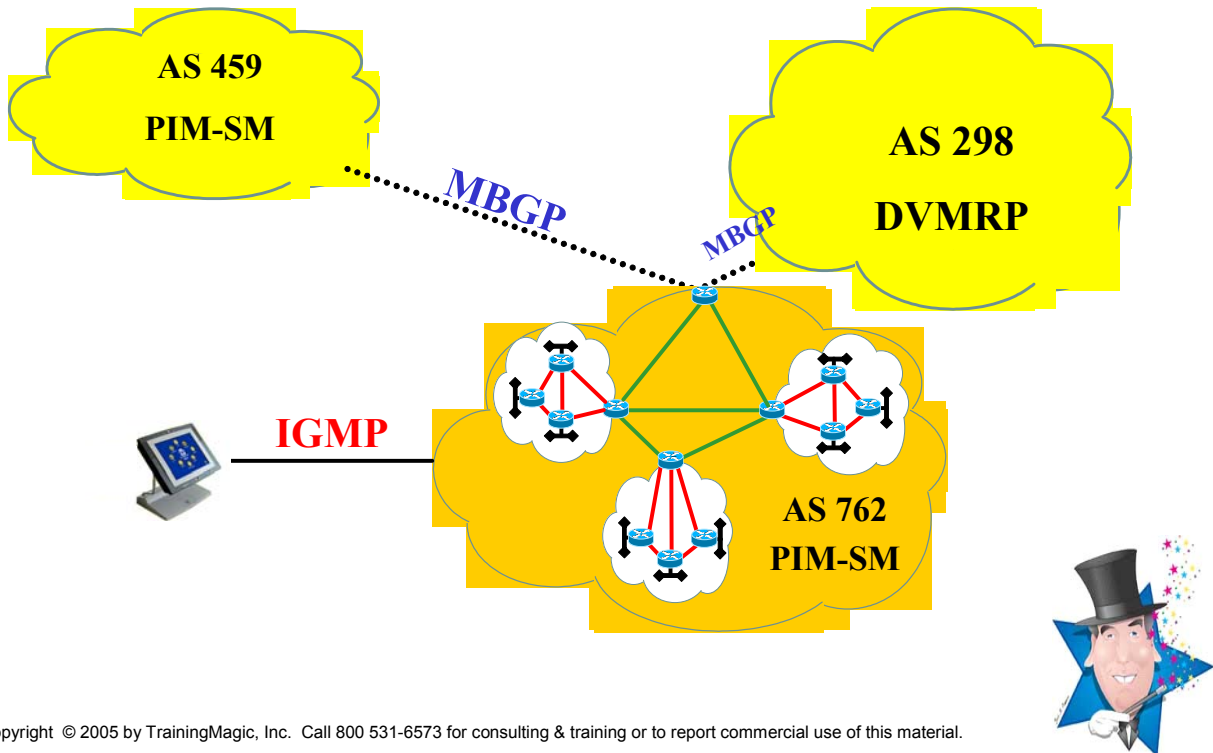 AS 459
PIM-SM
AS 298
DVMRP
MBGP
MBGP
IGMP
AS 762
PIM-SM
opyright © 2005 by TrainingMagic, Inc. Call 800 531-6573 for consulting & training or to report commercial use of this material.